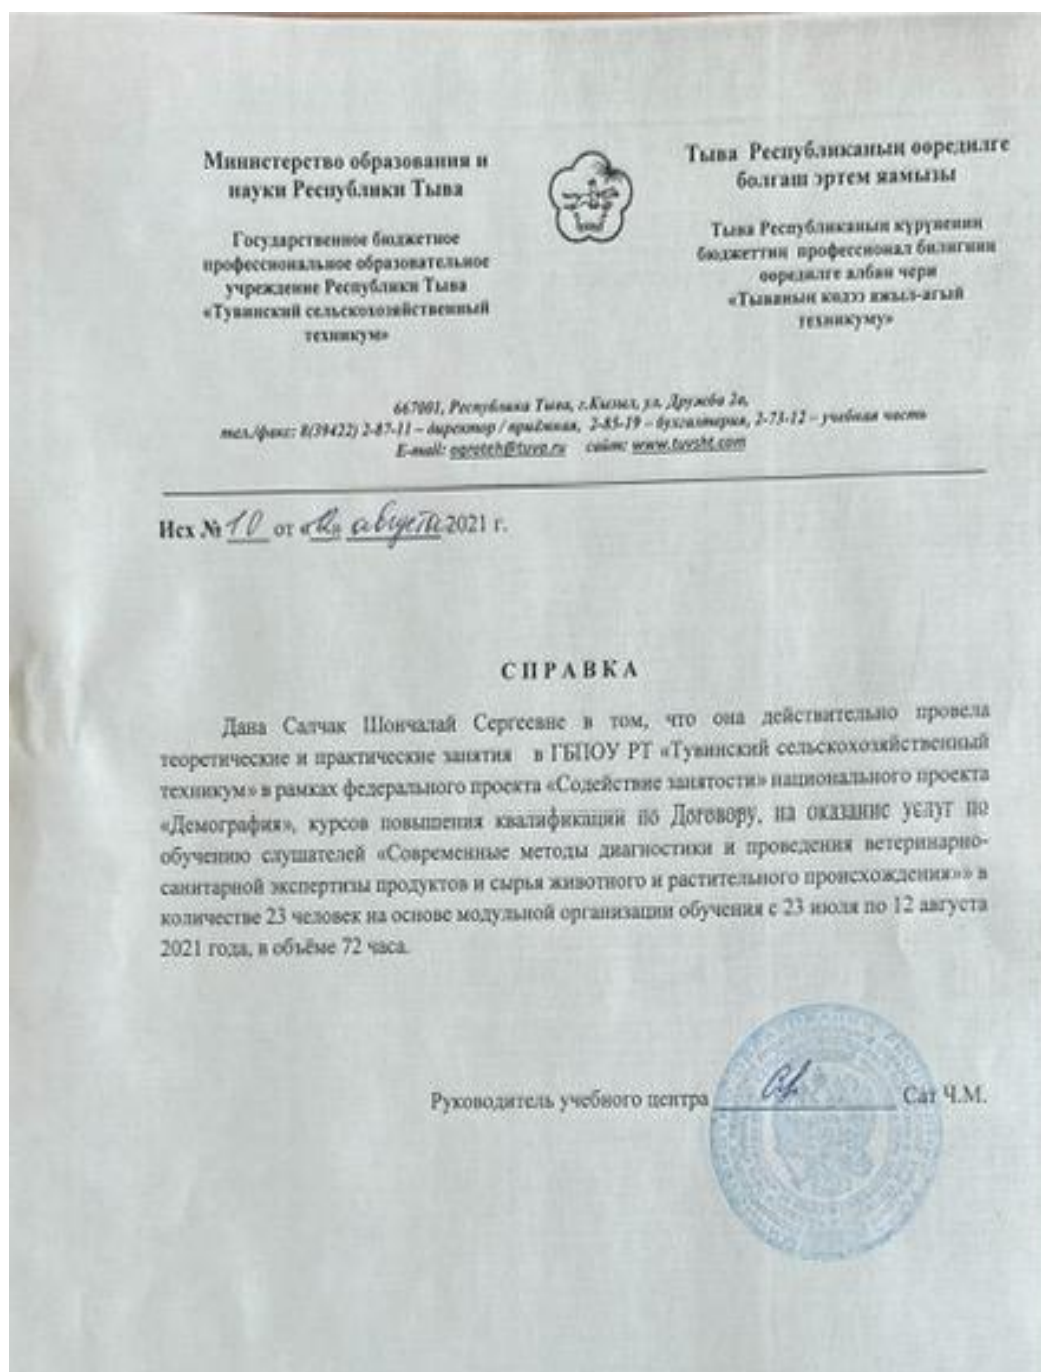 Министерство образования и
науки Республики Тыва
Государственное бюджетное
профессиональное образовательное
учреждение Республики Тыва
«Тувинский сельскохозяйственный
техникум»
Тыва Республиканың өөредилге
болгаш эртем яамызы
Тыва Республиканың күрүнениң
бюджеттиң профессионал билигниң
өөредилге албан чери
«Тываның көдээ ажыл-агый
техникуму»
667001, Республика Тыва, г.Кызыл, ул. Дружба 2а,
тел./факс: 8(39422) 2-87-11 – директор / приёмная, 2-85-19 – бухгалтерия, 2-73-12 – учебная часть
E-mail: agroteh@tuva.ru сайт: www.tuvsht.com
Исх № 10 от «12» августа 2021 г.
СПРАВКА
Дана Салчак Шончалай Сергеевне в том, что она действительно провела
теоретические и практические занятия в ГБПОУ РТ «Тувинский сельскохозяйственный
техникум» в рамках федерального проекта «Содействие занятости» национального проекта
«Демография», курсов повышения квалификации по Договору, на оказание услуг по
обучению слушателей «Современные методы диагностики и проведения ветеринарно-
санитарной экспертизы продуктов и сырья животного и растительного происхождения»» в
количестве 23 человек на основе модульной организации обучения с 23 июля по 12 августа
2021 года, в объёме 72 часа.
Руководитель учебного центра Сат Ч.М.